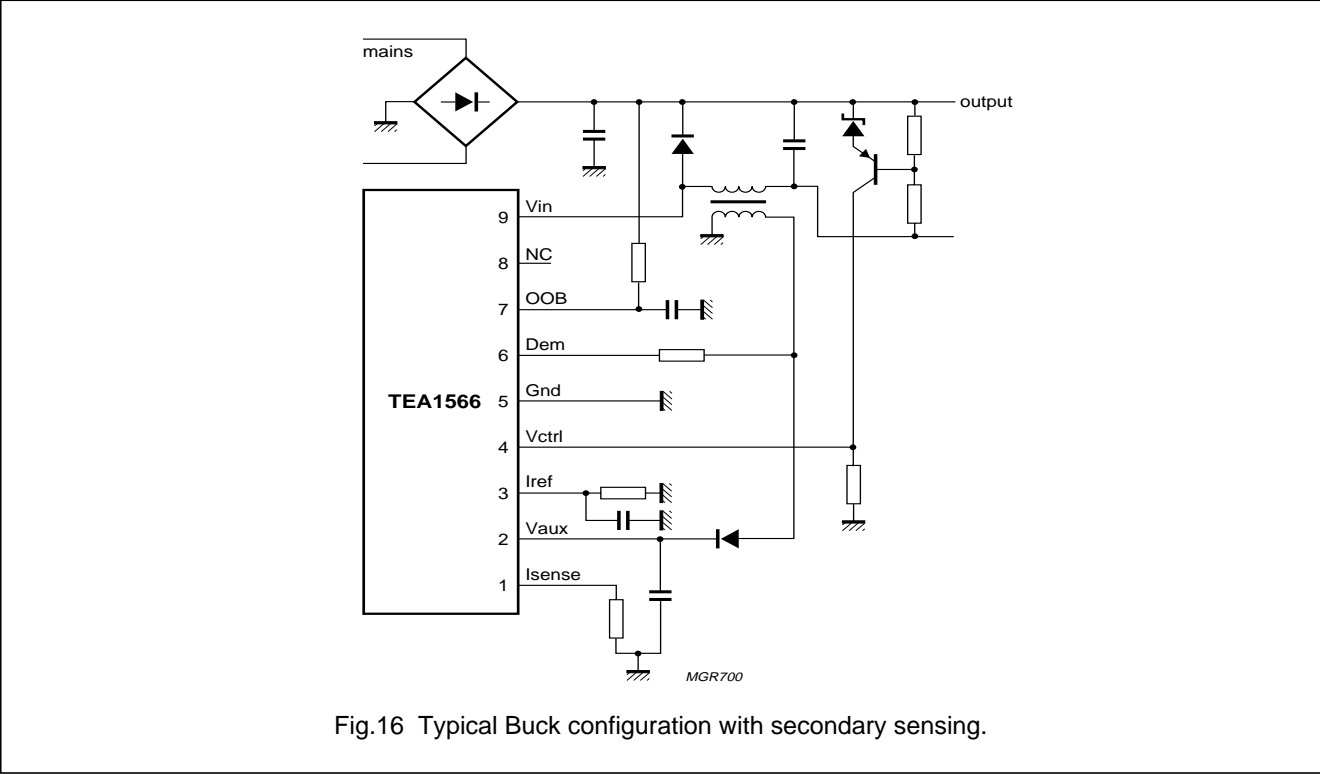 mains
output
9 Vin
8 NC
7 OOB
6 Dem
TEA1566 5 Gnd
4 Vctrl
3 Iref
2 Vaux
1 Isense
MGR700
Fig.16 Typical Buck configuration with secondary sensing.